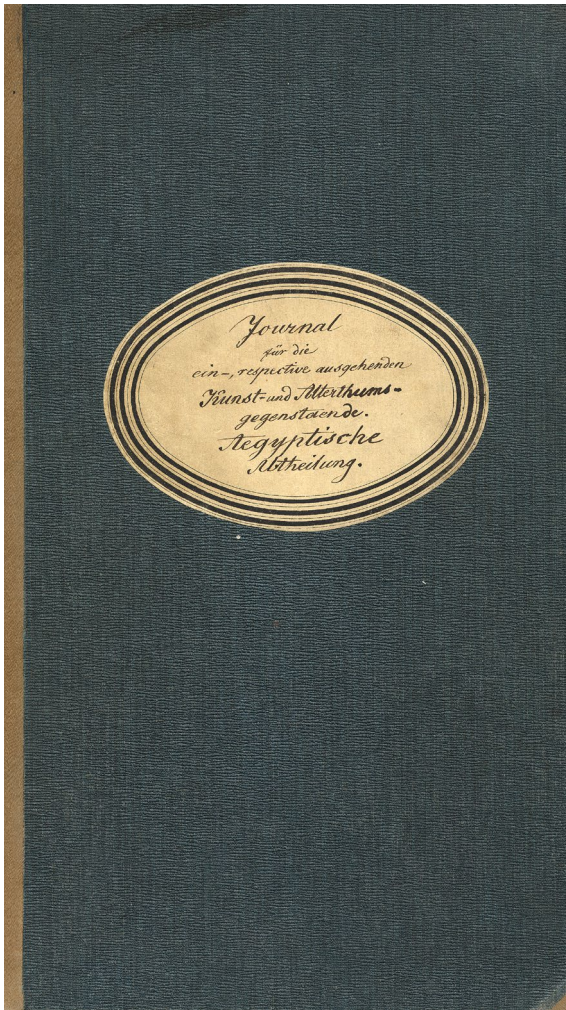 Journal
für die
ein-, respective ausgehenden
Kunst- und Alterthums-
gegenstaende.
Aegyptische
Abtheilung.